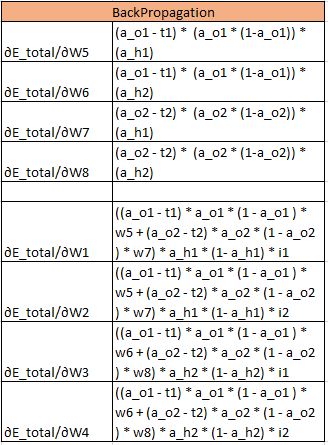 BackPropagation
(a_o1 - t1) * (a_o1 * (1-a_o1)) *
∂E_total/∂W5 (a_h1)
(a_o1 - t1) * (a_o1 * (1-a_o1)) *
∂E_total/∂W6 (a_h2)
(a_o2 - t2) * (a_o2 * (1-a_o2)) *
∂E_total/∂W7 (a_h1)
(a_o2 - t2) * (a_o2 * (1-a_o2)) *
∂E_total/∂W8 (a_h2)
((a_o1 - t1) * a_o1 * (1 - a_o1 ) *
w5 + (a_o2 - t2) * a_o2 * (1 - a_o2
∂E_total/∂W1 ) * w7) * a_h1 * (1- a_h1) * i1
((a_o1 - t1) * a_o1 * (1 - a_o1 ) *
w5 + (a_o2 - t2) * a_o2 * (1 - a_o2
∂E_total/∂W2 ) * w7) * a_h1 * (1- a_h1) * i2
((a_o1 - t1) * a_o1 * (1 - a_o1 ) *
w6 + (a_o2 - t2) * a_o2 * (1 - a_o2
∂E_total/∂W3 ) * w8) * a_h2 * (1- a_h2) * i1
((a_o1 - t1) * a_o1 * (1 - a_o1 ) *
w6 + (a_o2 - t2) * a_o2 * (1 - a_o2
∂E_total/∂W4 ) * w8) * a_h2 * (1- a_h2) * i2